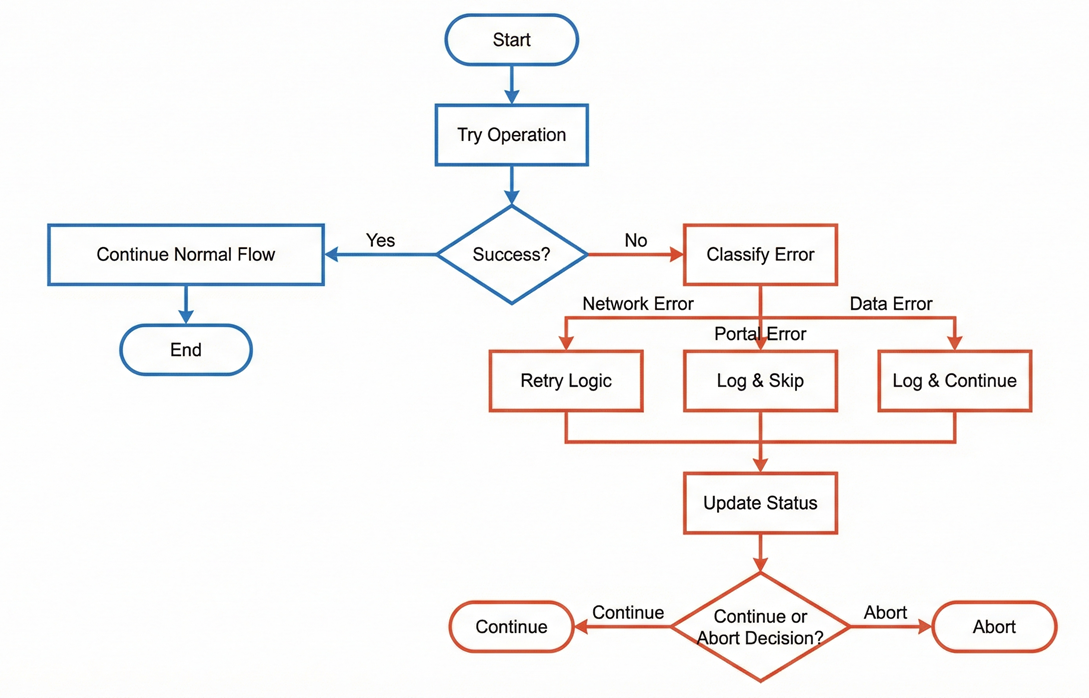 Start
Try Operation
Success?
Yes
No
Continue Normal Flow
Classify Error
End
Network Error
Portal Error
Data Error
Retry Logic
Log & Skip
Log & Continue
Update Status
Continue or
Abort Decision?
Continue
Abort
Continue
Abort